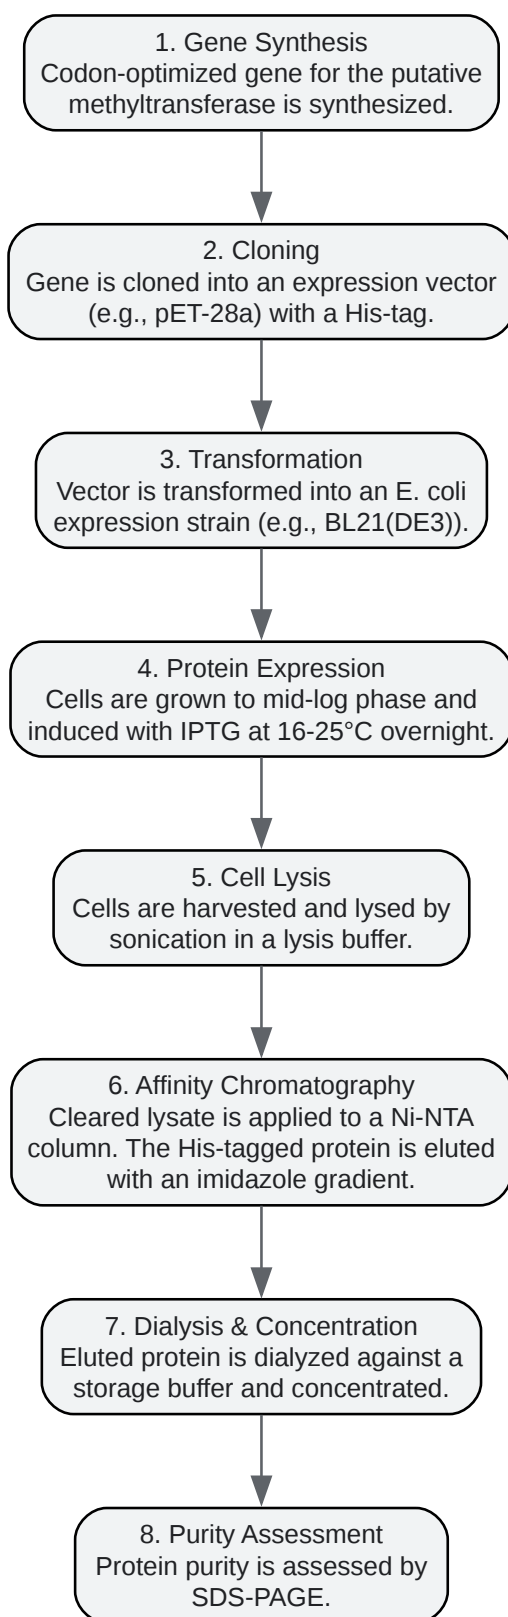 1. Gene Synthesis
Codon-optimized gene for the putative
methyltransferase is synthesized.
2. Cloning
Gene is cloned into an expression vector
(e.g., pET-28a) with a His-tag.
3. Transformation
Vector is transformed into an E. coli
expression strain (e.g., BL21(DE3)).
4. Protein Expression
Cells are grown to mid-log phase and
induced with IPTG at 16-25°C overnight.
5. Cell Lysis
Cells are harvested and lysed by
sonication in a lysis buffer.
6. Affinity Chromatography
Cleared lysate is applied to a Ni-NTA
column. The His-tagged protein is eluted
with an imidazole gradient.
7. Dialysis & Concentration
Eluted protein is dialyzed against a
storage buffer and concentrated.
8. Purity Assessment
Protein purity is assessed by
SDS-PAGE.